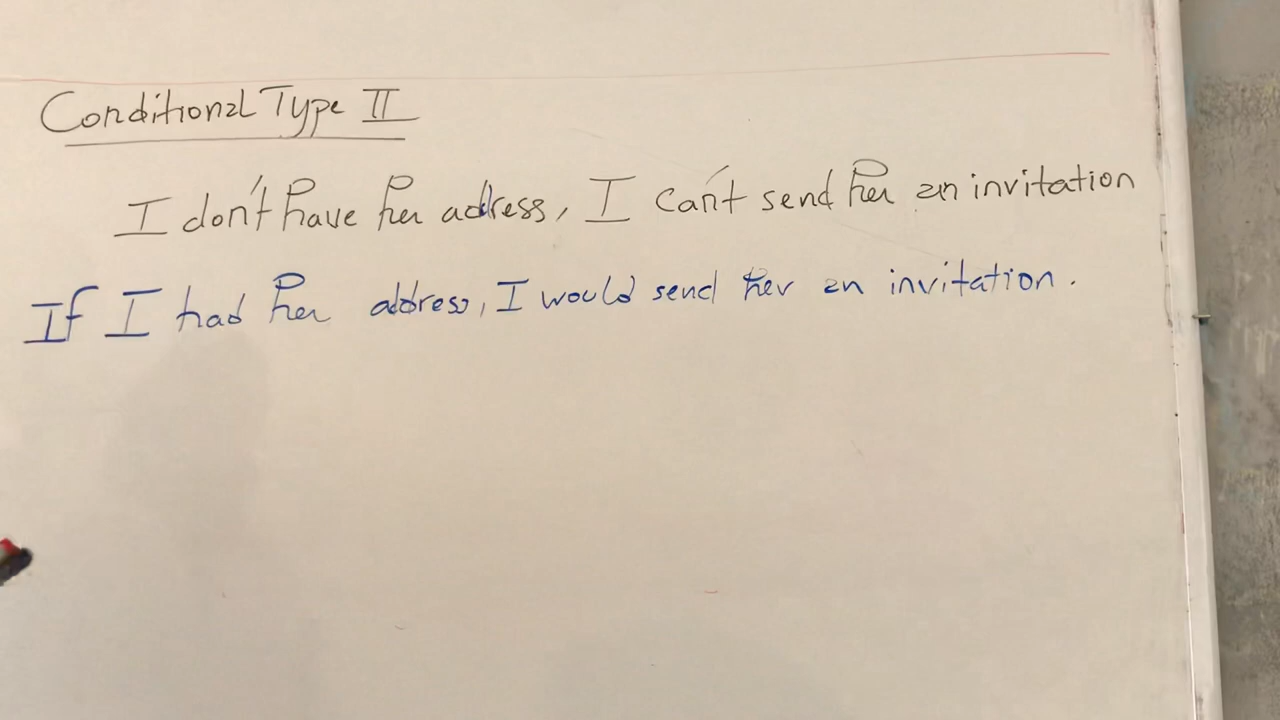 Conditional Type II
I don't have her address, I can't send her an invitation
If I had her address, I would send her an invitation.